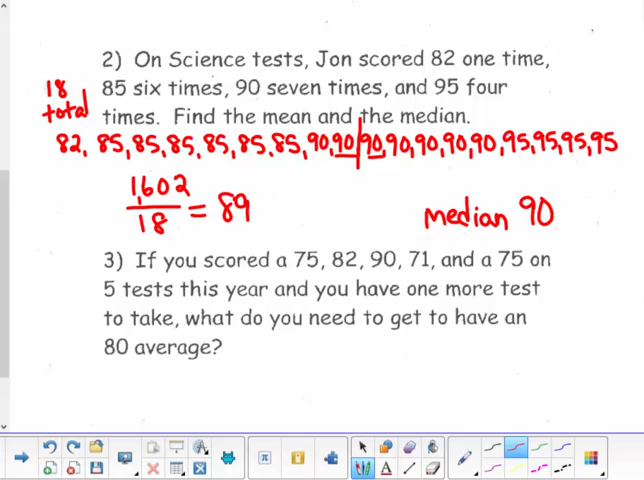 2) On Science tests, Jon scored 82 one time,
85 six times, 90 seven times, and 95 four
times. Find the mean and the median.
18
total
82, 85, 85, 85, 85, 85, 85, 90, 90 90, 90, 90, 90, 90, 95, 95, 95, 95
1,602
18
= 89
median 90
3) If you scored a 75, 82, 90, 71, and a 75 on
5 tests this year and you have one more test
to take, what do you need to get to have an
80 average?